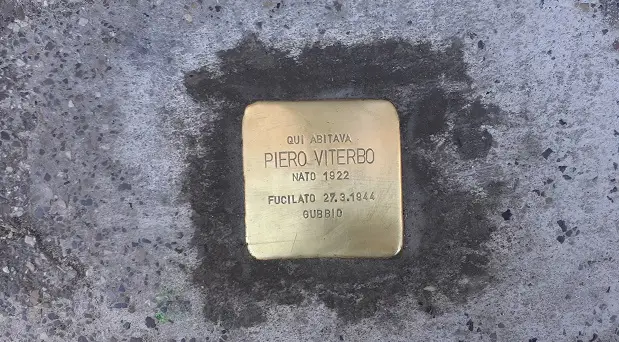 QUI ABITAVA
PIERO VITERBO
NATO 1922
FUCILATO 27.3.1944
GUBBIO